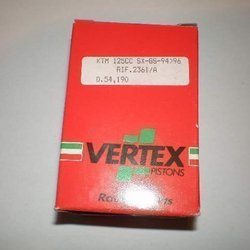 KTM 125CC SX-GS-94>96
RIF.2361/A
D.54,190
VERTEX
PISTONS